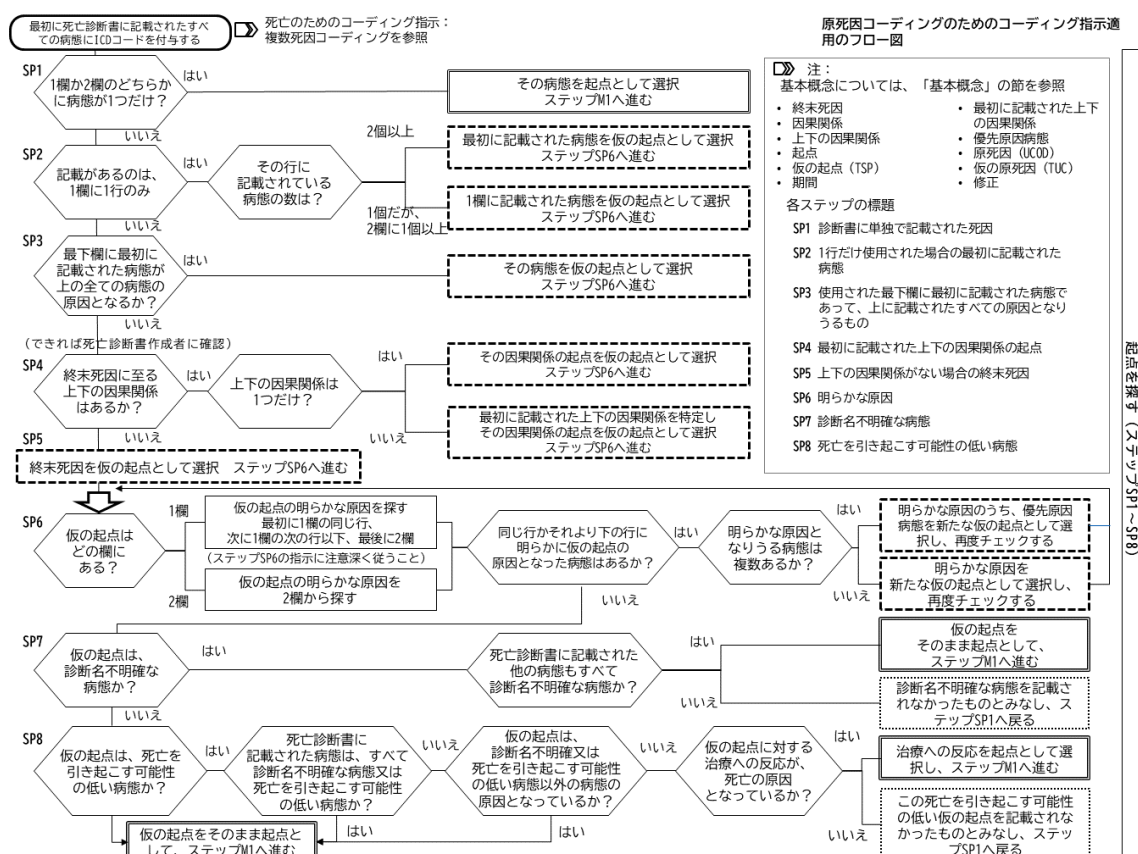 最初に死亡診断書に記載されたすべ
ての病態にICDコードを付与する
死亡のためのコーディング指示：
複数死因コーディングを参照
原死因コーディングのためのコーディング指示適
用のフロー図
SP1
1欄か2欄のどちらか
に病態が1つだけ？
はい
その病態を起点として選択
ステップM1へ進む
いいえ
SP2
記載があるのは、
1欄に1行のみ
はい
その行に
記載されている
病態の数は？
2個以上
最初に記載された病態を仮の起点として選択
ステップSP6へ進む
1個だが、
2欄に1個以上
1欄に記載された病態を仮の起点として選択
ステップSP6へ進む
いいえ
SP3
最下欄に最初に
記載された病態が
上の全ての病態の
原因となるか？
はい
その病態を仮の起点として選択
ステップSP6へ進む
いいえ
(できれば死亡診断書作成者に確認)
SP4
終末死因に至る
上下の因果関係
はあるか？
はい
上下の因果関係は
1つだけ？
はい
その因果関係の起点を仮の起点として選択
ステップSP6へ進む
いいえ
最初に記載された上下の因果関係を特定し
その因果関係の起点を仮の起点として選択
ステップSP6へ進む
いいえ
SP5
終末死因を仮の起点として選択　ステップSP6へ進む
注：
基本概念については、「基本概念」の節を参照
• 終末死因
• 因果関係
• 上下の因果関係
• 起点
• 仮の起点（TSP）
• 期間
• 最初に記載された上下
の因果関係
• 優先原因病態
• 原死因（UCOD）
• 仮の原死因（TUC）
• 修正
各ステップの標題
SP1 診断書に単独で記載された死因
SP2 1行だけ使用された場合の最初に記載された
病態
SP3 使用された最下欄に最初に記載された病態で
あって、上に記載されたすべての原因となり
うるもの
SP4 最初に記載された上下の因果関係の起点
SP5 上下の因果関係がない場合の終末死因
SP6 明らかな原因
SP7 診断名不明確な病態
SP8 死亡を引き起こす可能性の低い病態
起点を探す（ステップSP1～SP8）
SP6
仮の起点は
どの欄に
ある？
1欄
仮の起点の明らかな原因を探す
最初に1欄の同じ行、
次に1欄の次の行以下、最後に2欄
(ステップSP6の指示に注意深く従うこと)
2欄
仮の起点の明らかな原因を
2欄から探す
同じ行かそれより下の行に
明らかに仮の起点の
原因となった病態はあるか？
はい
明らかな原因と
なりうる病態は
複数あるか？
はい
明らかな原因のうち、優先原因
病態を新たな仮の起点として選
択し、再度チェックする
いいえ
明らかな原因を
新たな仮の起点として選択し、
再度チェックする
いいえ
SP7
仮の起点は、
診断名不明確な
病態か？
はい
死亡診断書に記載された
他の病態もすべて
診断名不明確な病態か？
はい
仮の起点を
そのまま起点として、
ステップM1へ進む
いいえ
診断名不明確な病態を記載さ
れなかったものとみなし、ス
テップSP1へ戻る
いいえ
SP8
仮の起点は、死亡を
引き起こす可能性
の低い病態か？
はい
死亡診断書に
記載された病態は、すべて
診断名不明確な病態又は
死亡を引き起こす可能性
の低い病態か？
いいえ
仮の起点は、
診断名不明確又は
死亡を引き起こす可能性
の低い病態以外の病態の
原因となっているか？
いいえ
仮の起点に対する
治療への反応が、
死亡の原因
となっているか？
はい
治療への反応を起点として選
択し、ステップM1へ進む
いいえ
この死亡を引き起こす可能性
の低い仮の起点を記載されな
かったものとみなし、ステッ
プSP1へ戻る
いいえ
はい
はい
仮の起点をそのまま起点と
して、ステップM1へ進む